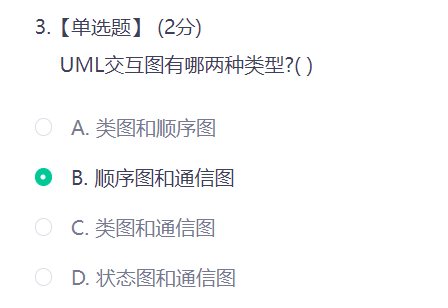 3.【单选题】 (2分)
UML交互图有哪两种类型?( )
A. 类图和顺序图
B. 顺序图和通信图
C. 类图和通信图
D. 状态图和通信图